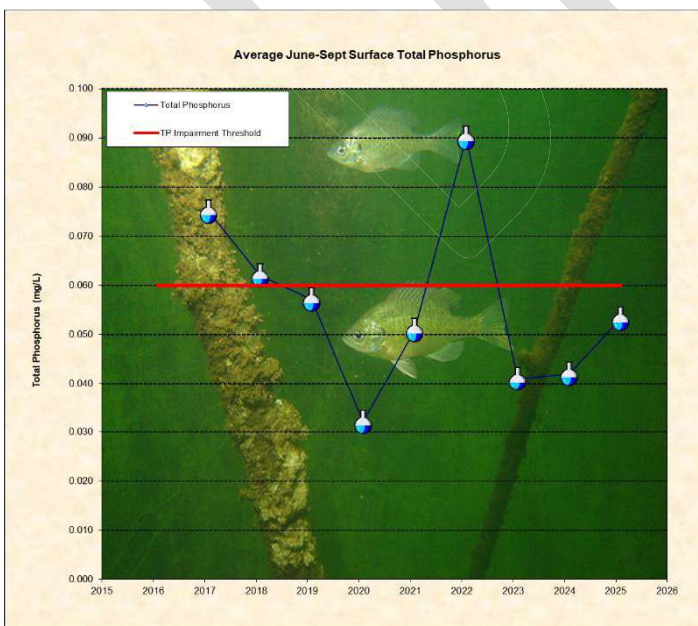 Average June-Sept Surface Total Phosphorus
Total Phosphorus
TP Impairment Threshold
Total Phosphorus (mg/L)
0.100
0.090
0.080
0.070
0.060
0.050
0.040
0.030
0.020
0.010
0.000
2015 2016 2017 2018 2019 2020 2021 2022 2023 2024 2025 2026